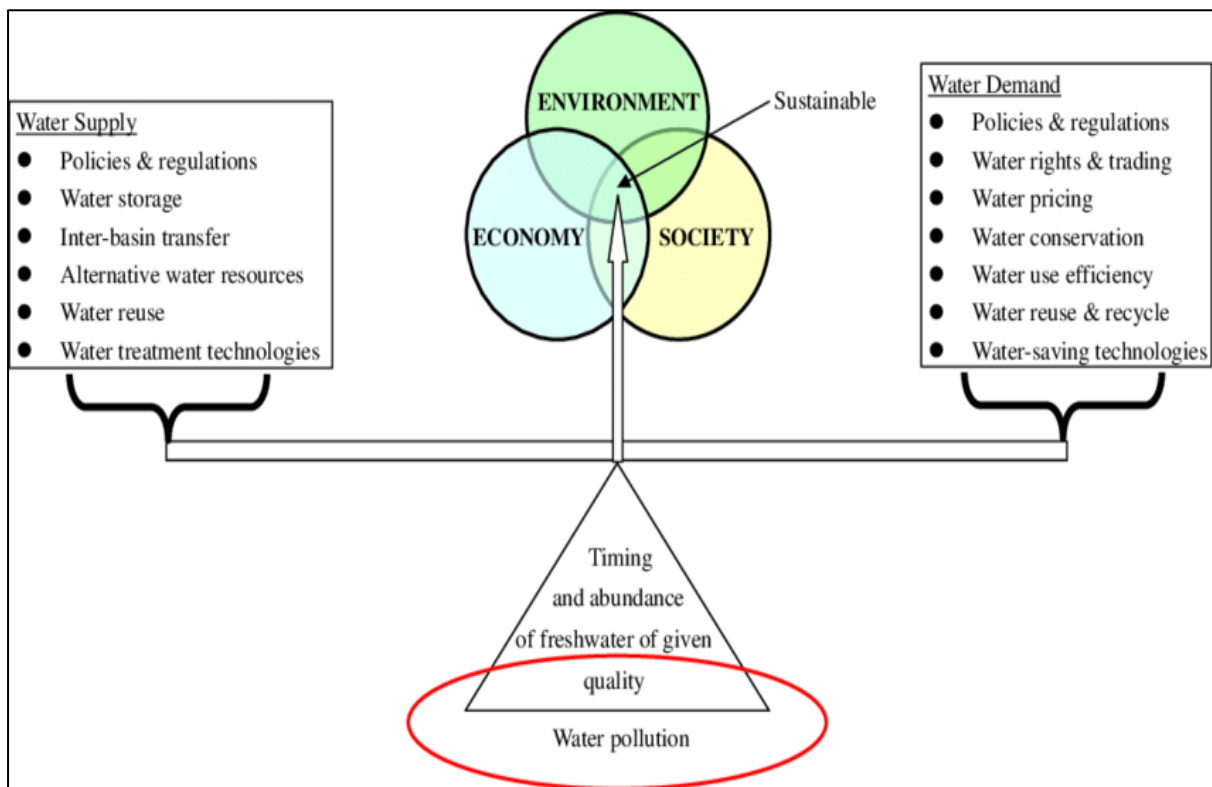 ENVIRONMENT
Sustainable
ECONOMY
SOCIETY
Water Supply
● Policies & regulations
● Water storage
● Inter-basin transfer
● Alternative water resources
● Water reuse
● Water treatment technologies
Water Demand
● Policies & regulations
● Water rights & trading
● Water pricing
● Water conservation
● Water use efficiency
● Water reuse & recycle
● Water-saving technologies
Timing
and abundance
of freshwater of given
quality
Water pollution